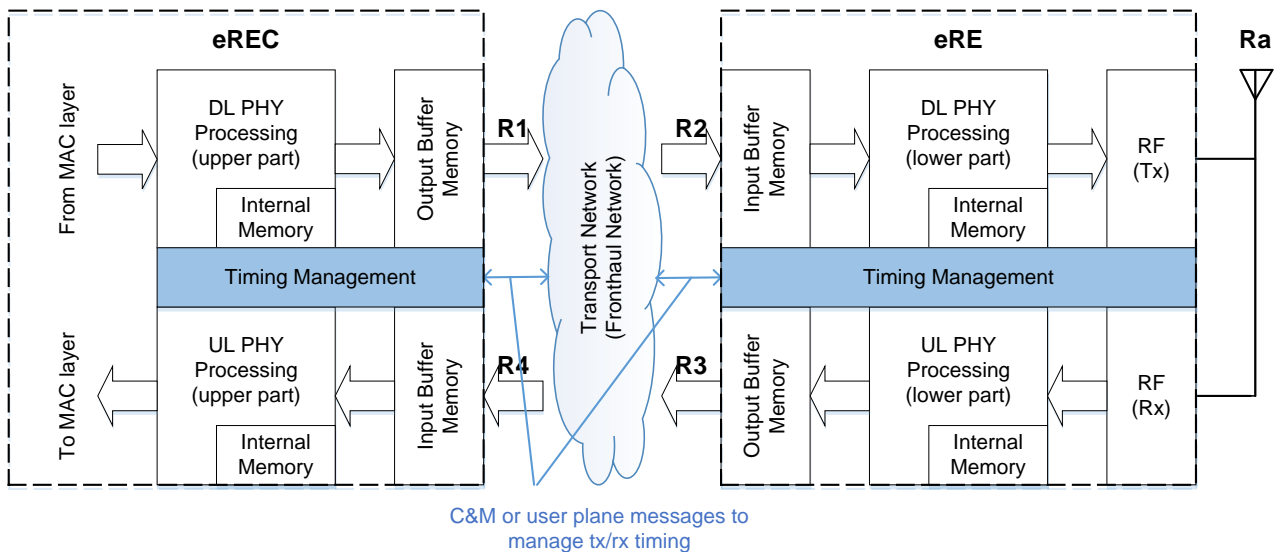 eREC
eRE
Ra
From MAC layer
DL PHY
Processing
(upper part)
Internal
Memory
Output Buffer
Memory
R1
Transport Network
(Fronthaul Network)
R2
Input Buffer
Memory
DL PHY
Processing
(lower part)
Internal
Memory
RF
(Tx)
Timing Management
Timing Management
To MAC layer
UL PHY
Processing
(upper part)
Internal
Memory
Input Buffer
Memory
R4
R3
Output Buffer
Memory
UL PHY
Processing
(lower part)
Internal
Memory
RF
(Rx)
C&M or user plane messages to
manage tx/rx timing